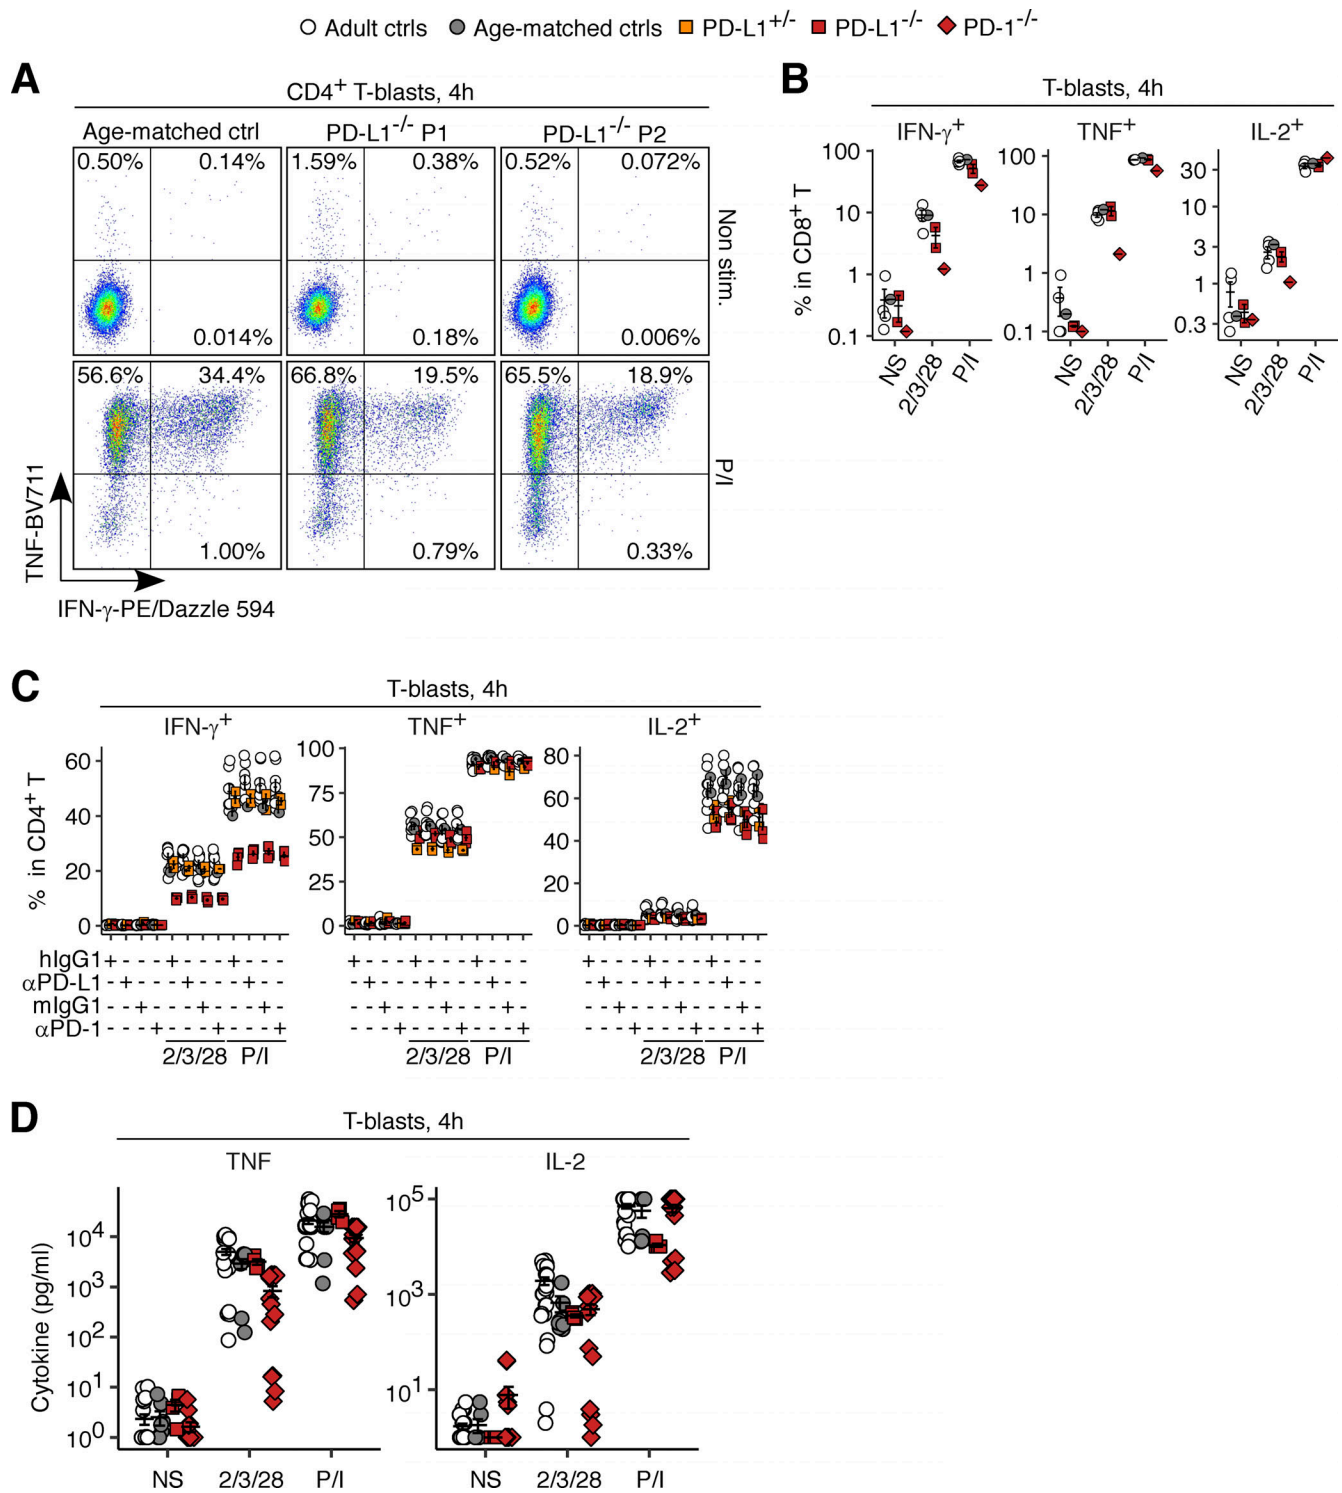 Adult ctrls Age-matched ctrls PD-L1+/- PD-L1-/- PD-1-/-
A
CD4+ T-blasts, 4h
Age-matched ctrl PD-L1-/- P1 PD-L1-/- P2
0.50% 0.14% 1.59% 0.38% 0.52% 0.072%
Non stim.
0.014% 0.18% 0.006%
56.6% 34.4% 66.8% 19.5% 65.5% 18.9%
P/I
1.00% 0.79% 0.33%
TNF-BV711
IFN-γ-PE/Dazzle 594
B
T-blasts, 4h
IFN-γ+ TNF+ IL-2+
% in CD8+ T
100 10 1 0.1
100 10 1 0.1
30 10 3 1 0.3
NS 2/3/28 P/I
NS 2/3/28 P/I
NS 2/3/28 P/I
C
T-blasts, 4h
IFN-γ+ TNF+ IL-2+
% in CD4+ T
60 40 20 0
100 75 50 25 0
80 60 40 20 0
hIgG1 + - - - + - - - + - - - + - - - + - - - + - - - + - - - + - - - + - - -
αPD-L1 - + - - - + - - - + - - - + - - - + - - - + - - - + - - - + - - - + - -
mIgG1 - - + - - - + - - - + - - - + - - - + - - - + - - - + - - - + - - - + -
αPD-1 - - - + - - - + - - - + - - - + - - - + - - - + - - - + - - - + - - - +
2/3/28 P/I 2/3/28 P/I 2/3/28 P/I
D
T-blasts, 4h
TNF IL-2
Cytokine (pg/ml)
10^4 10^3 10^2 10^1 10^0
10^5 10^3 10^1
NS 2/3/28 P/I NS 2/3/28 P/I